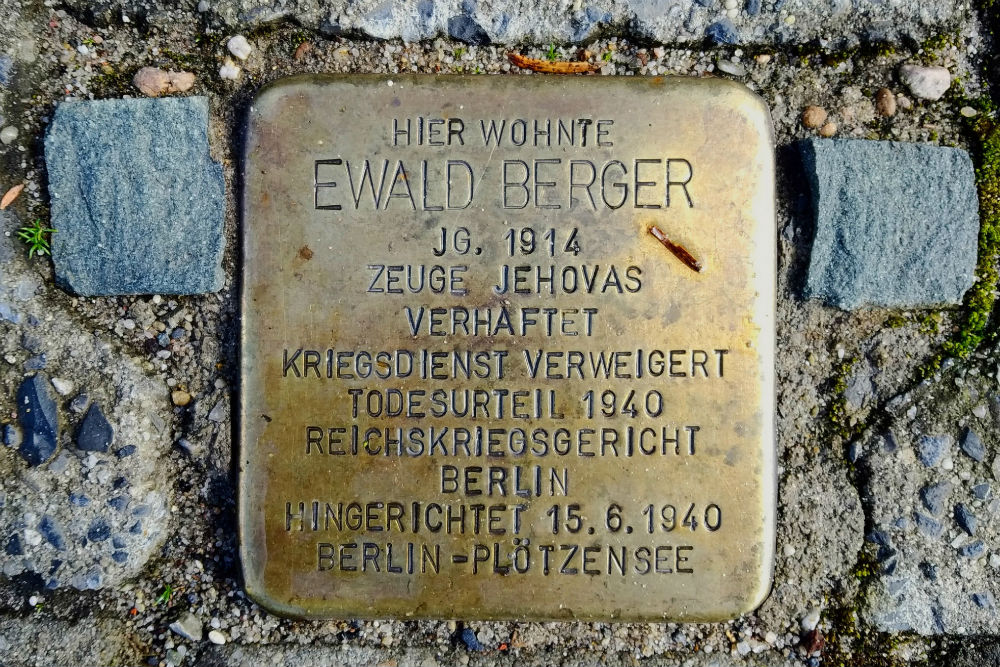 HIER WOHNTE
EWALD BERGER
JG. 1914
ZEUGE JEHOVAS
VERHAFTET
KRIEGSDIENST VERWEIGERT
TODESURTEIL 1940
REICHSKRIEGSGERICHT
BERLIN
HINGERICHTET 15.6.1940
BERLIN-PLÖTZENSEE